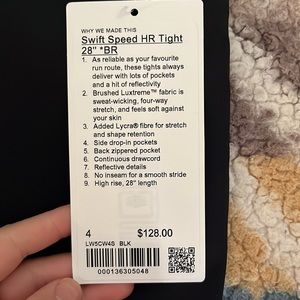 WHY WE MADE THIS
Swift Speed HR Tight
28" *BR
1. As reliable as your favourite
run route, these tights always
deliver with lots of pockets
and a hit of reflectivity
2. Brushed Luxtreme™ fabric is
sweat-wicking, four-way
stretch, and feels soft against
your skin
3. Added Lycra® fibre for stretch
and shape retention
4. Side drop-in pockets
5. Back zippered pocket
6. Continuous drawcord
7. Reflective details
8. No inseam for a smooth stride
9. High rise, 28" length
4 $128.00
LW5CW4S BLK
000136305048